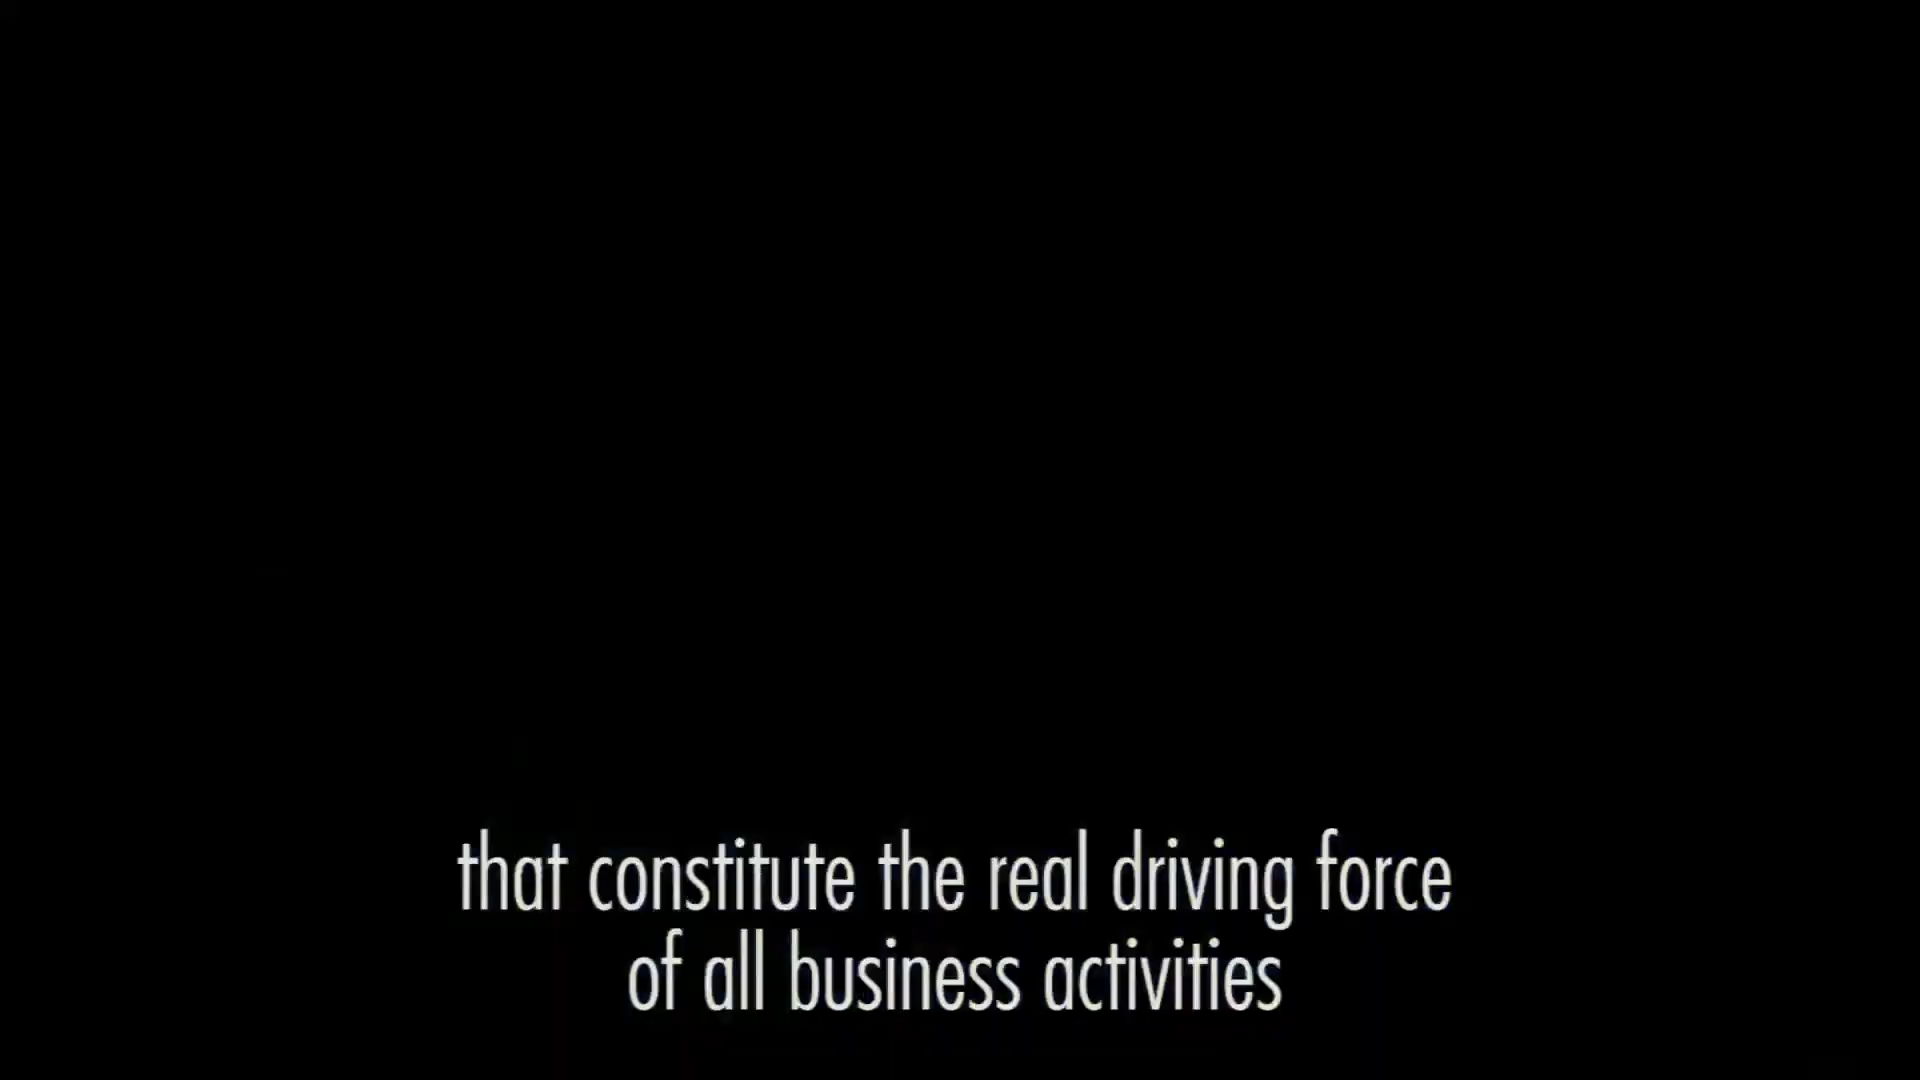 that constitute the real driving force
of all business activities